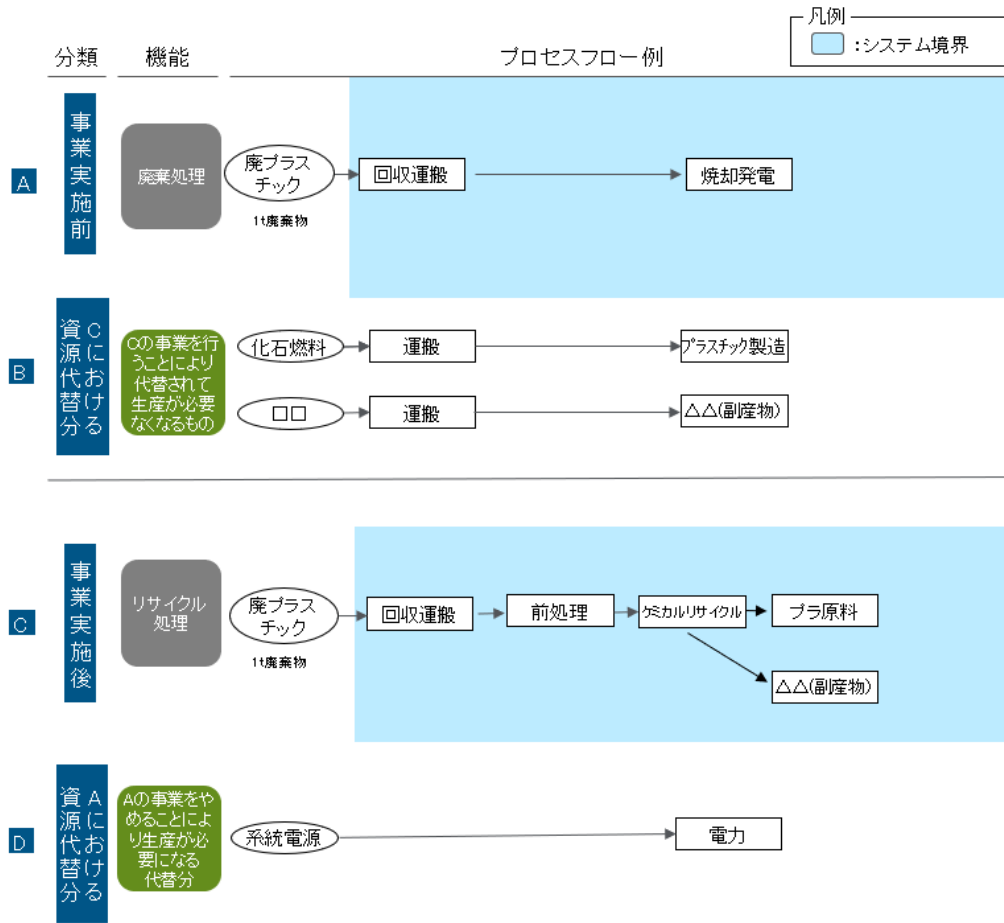 凡例
:システム境界
分類
機能
プロセスフロー例
A
事業実施前
廃棄処理
廃プラス
チック
1t廃棄物
回収運搬
焼却発電
B
Cにおける
資源代替分
Cの事業を行
うことにより
代替されて
生産が必要
なくなるもの
化石燃料
運搬
プラスチック製造
□□
運搬
△△(副産物)
C
事業実施後
リサイクル
処理
廃プラス
チック
1t廃棄物
回収運搬
前処理
ケミカルリサイクル
プラ原料
△△(副産物)
D
Aにおける
資源代替分
Aの事業をや
めることによ
り生産が必
要になる
代替分
系統電源
電力